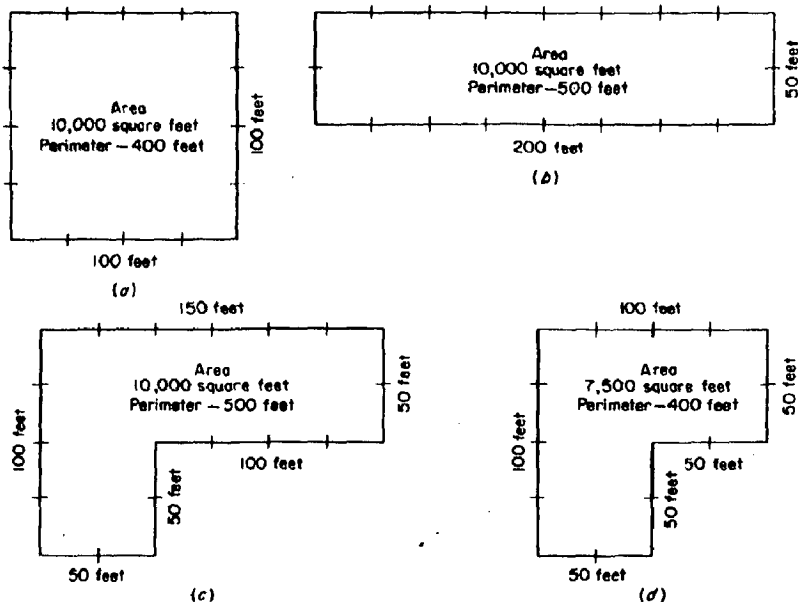 Area
10,000 square feet
Perimeter – 400 feet
100 feet
100 feet
(a)
Area
10,000 square feet
Perimeter – 500 feet
50 feet
200 feet
(b)
150 feet
Area
10,000 square feet
Perimeter – 500 feet
50 feet
100 feet
100 feet
50 feet
50 feet
(c)
100 feet
Area
7,500 square feet
Perimeter – 400 feet
50 feet
100 feet
50 feet
50 feet
50 feet
(d)